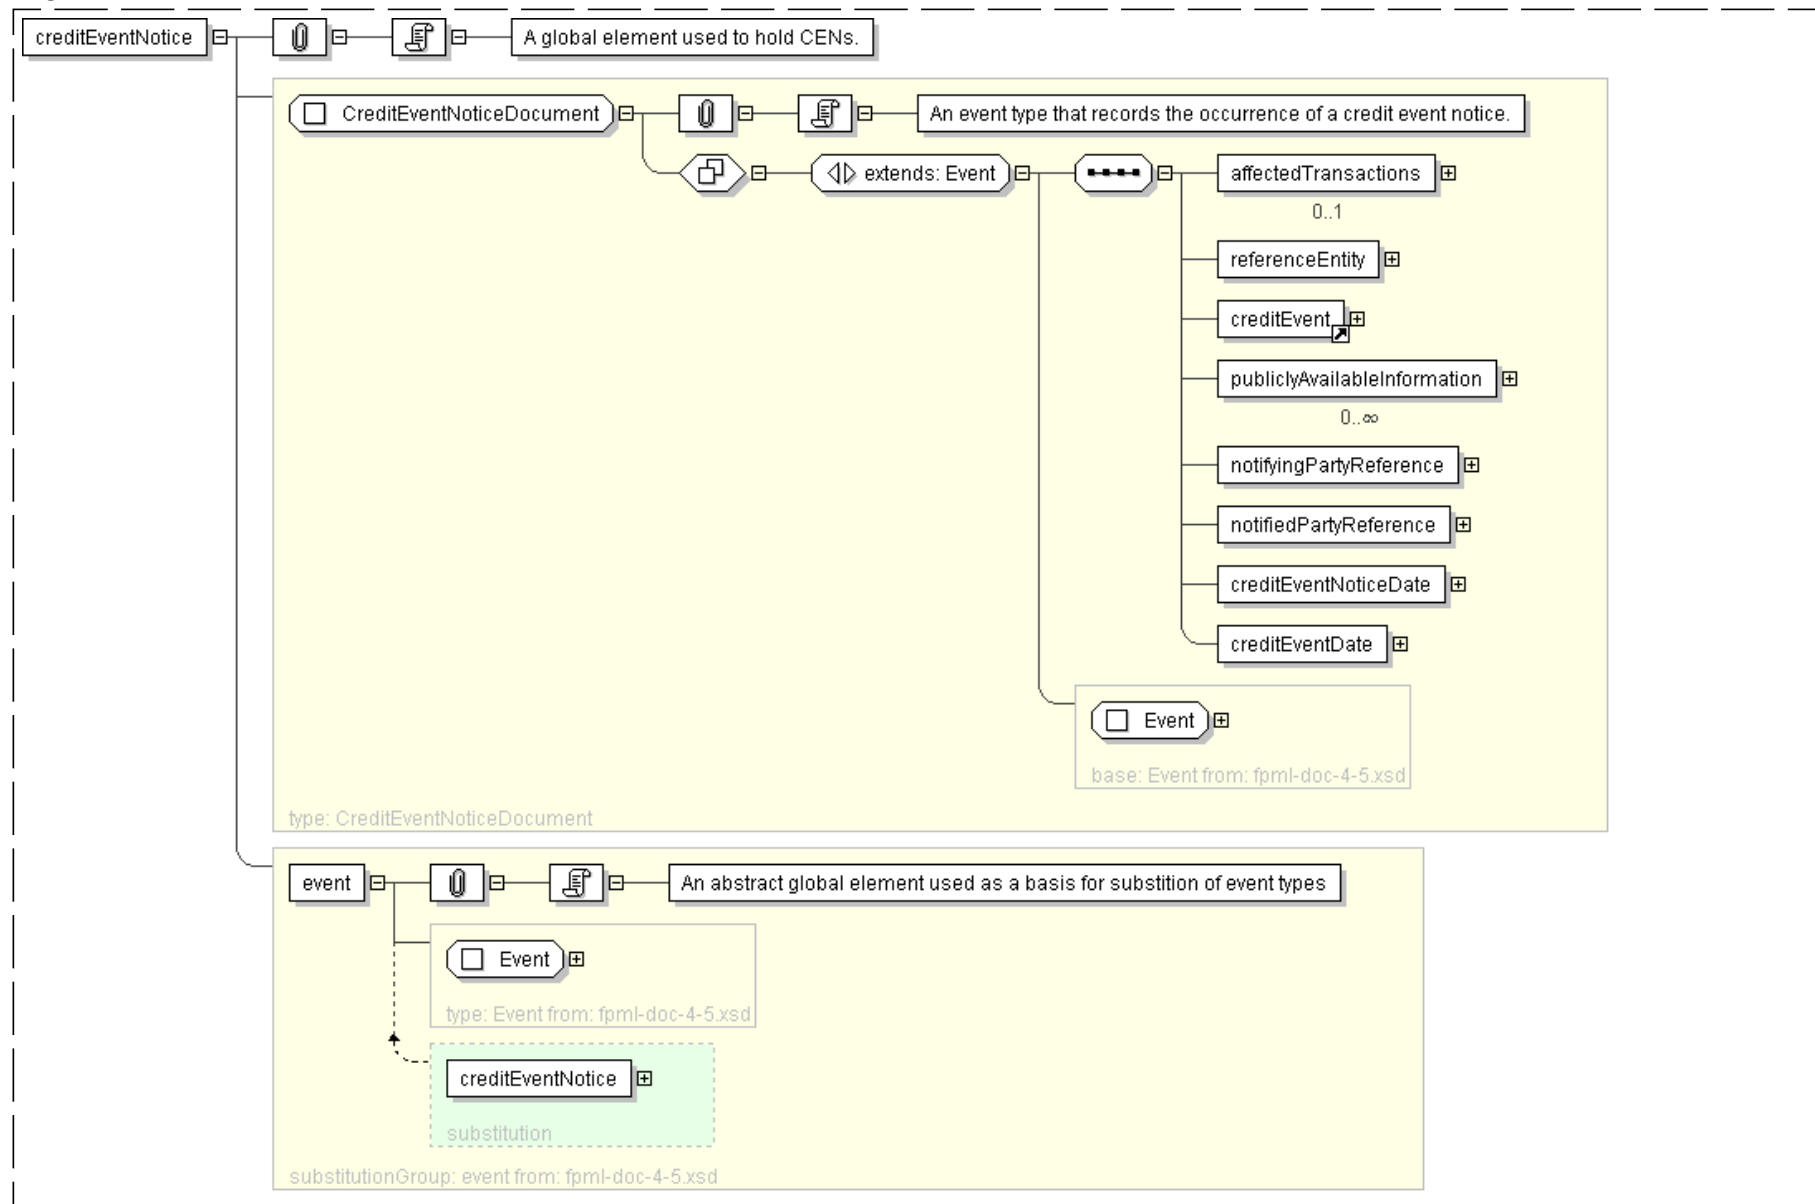 creditEventNotice
A global element used to hold CENs.
CreditEventNoticeDocument
An event type that records the occurrence of a credit event notice.
extends: Event
affectedTransactions
0..1
referenceEntity
creditEvent
publiclyAvailableInformation
0..∞
notifyingPartyReference
notifiedPartyReference
creditEventNoticeDate
creditEventDate
Event
base: Event from: fpml-doc-4-5.xsd
type: CreditEventNoticeDocument
event
An abstract global element used as a basis for substition of event types
Event
type: Event from: fpml-doc-4-5.xsd
creditEventNotice
substitution
substitutionGroup: event from: fpml-doc-4-5.xsd